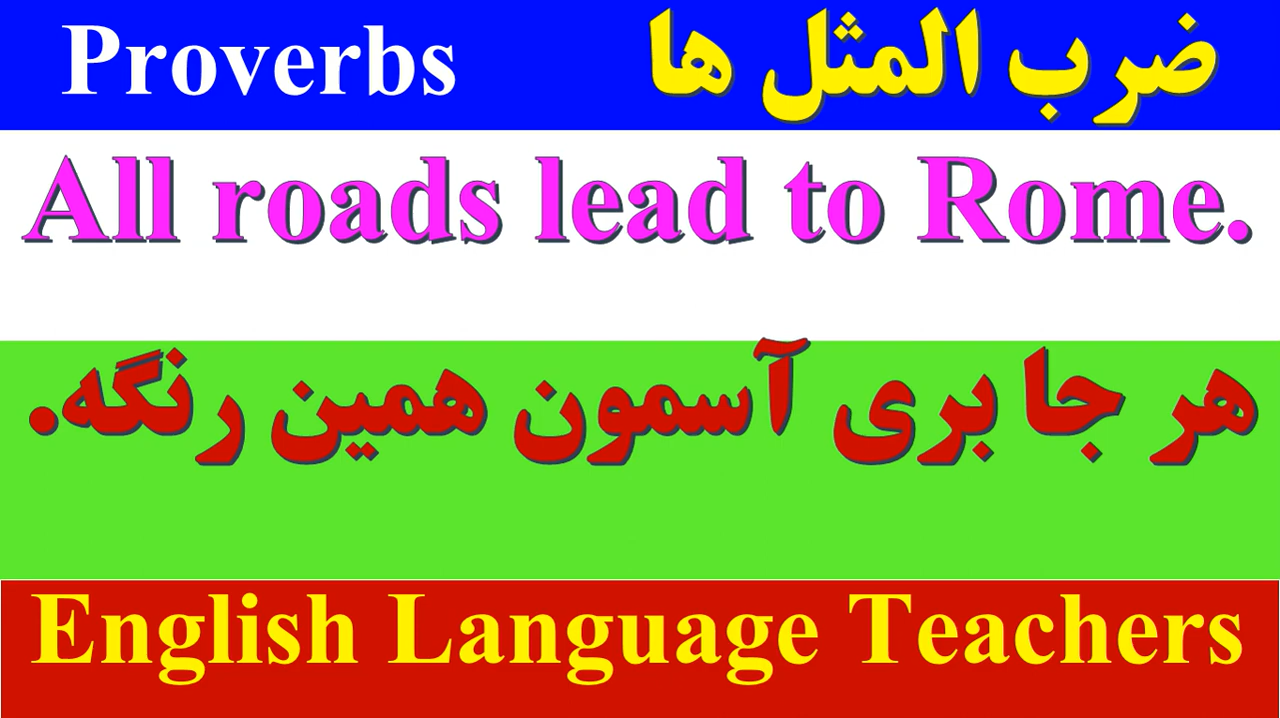 Proverbs ضرب المثل ها
All roads lead to Rome.
هر جا بری آسمون همین رنگه.
English Language Teachers